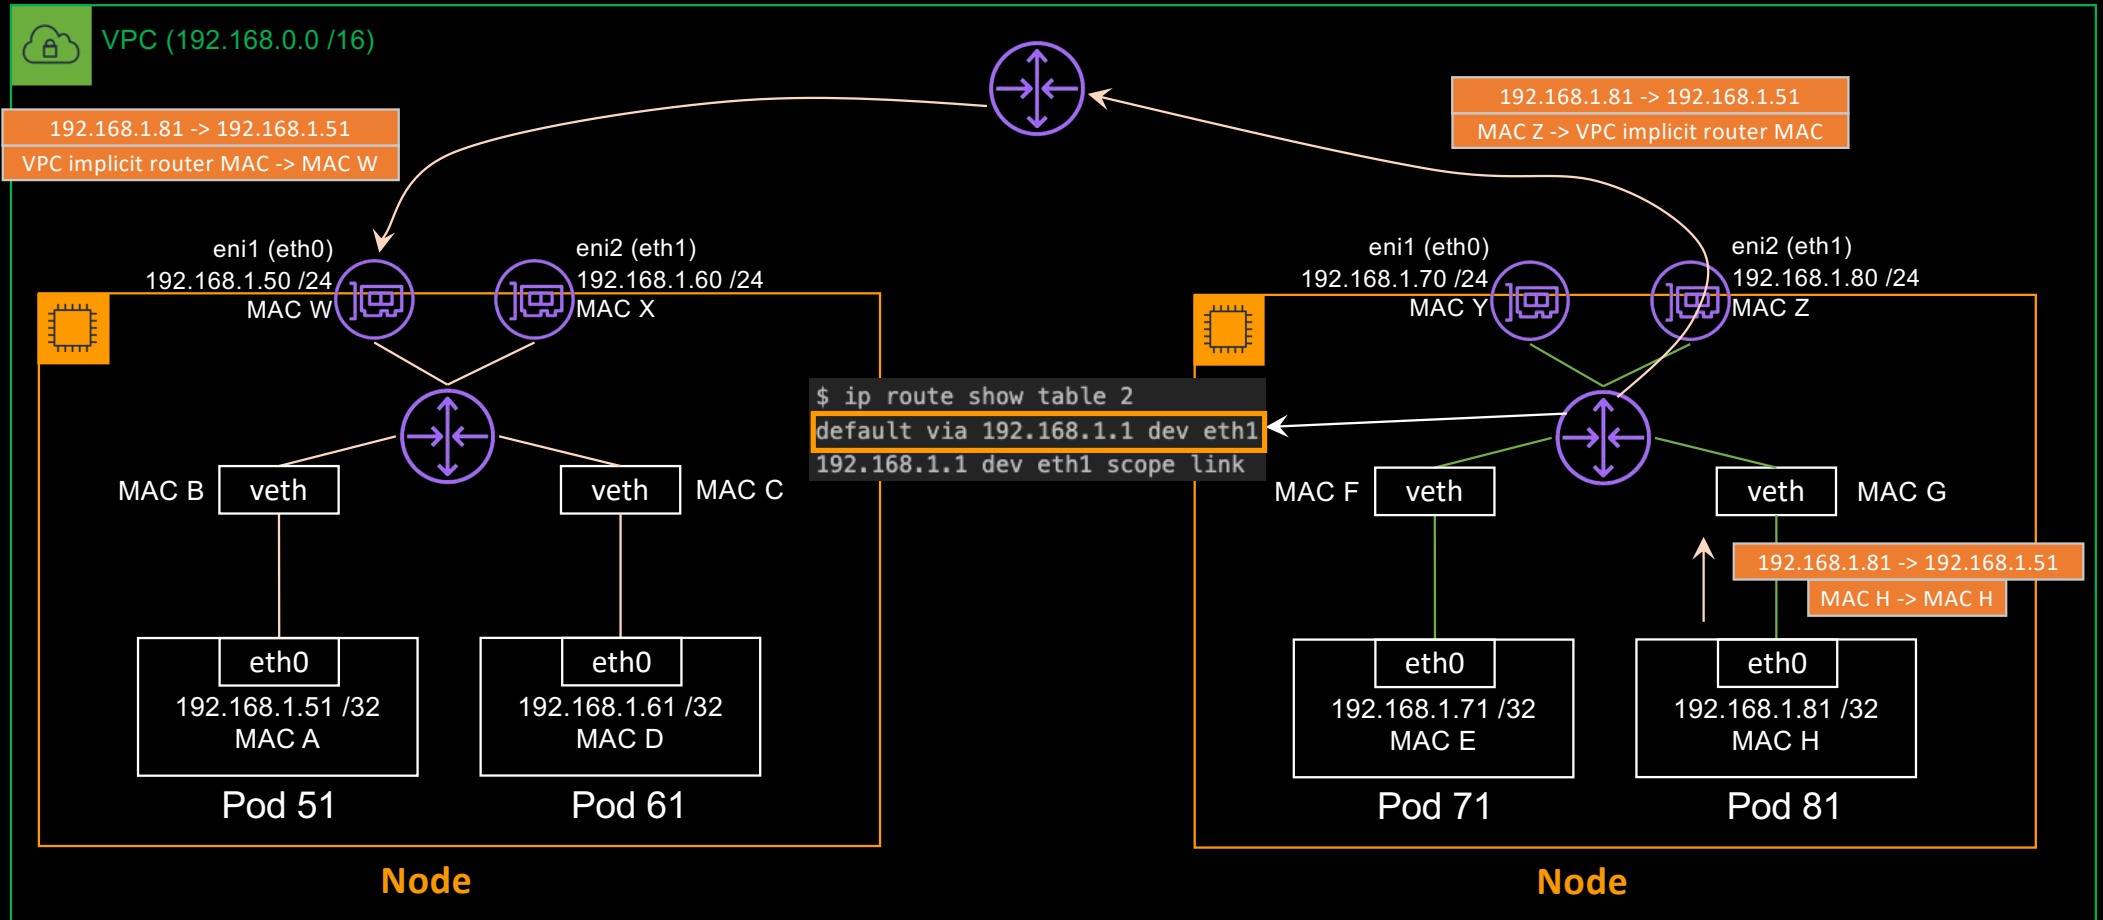 VPC (192.168.0.0 /16)
192.168.1.81 -> 192.168.1.51
VPC implicit router MAC -> MAC W
192.168.1.81 -> 192.168.1.51
MAC Z -> VPC implicit router MAC
eni1 (eth0)
192.168.1.50 /24
MAC W
eni2 (eth1)
192.168.1.60 /24
MAC X
eni1 (eth0)
192.168.1.70 /24
MAC Y
eni2 (eth1)
192.168.1.80 /24
MAC Z
$ ip route show table 2
default via 192.168.1.1 dev eth1
192.168.1.1 dev eth1 scope link
MAC B
veth
veth
MAC C
MAC F
veth
veth
MAC G
192.168.1.81 -> 192.168.1.51
MAC H -> MAC H
eth0
192.168.1.51 /32
MAC A
Pod 51
eth0
192.168.1.61 /32
MAC D
Pod 61
eth0
192.168.1.71 /32
MAC E
Pod 71
eth0
192.168.1.81 /32
MAC H
Pod 81
Node
Node